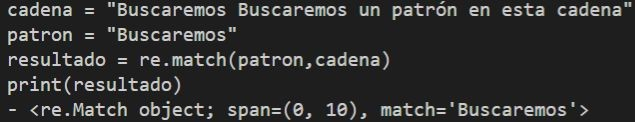 cadena = "Buscaremos Buscaremos un patrón en esta cadena"
patron = "Buscaremos"
resultado = re.match(patron,cadena)
print(resultado)
- <re.Match object; span=(0, 10), match='Buscaremos'>